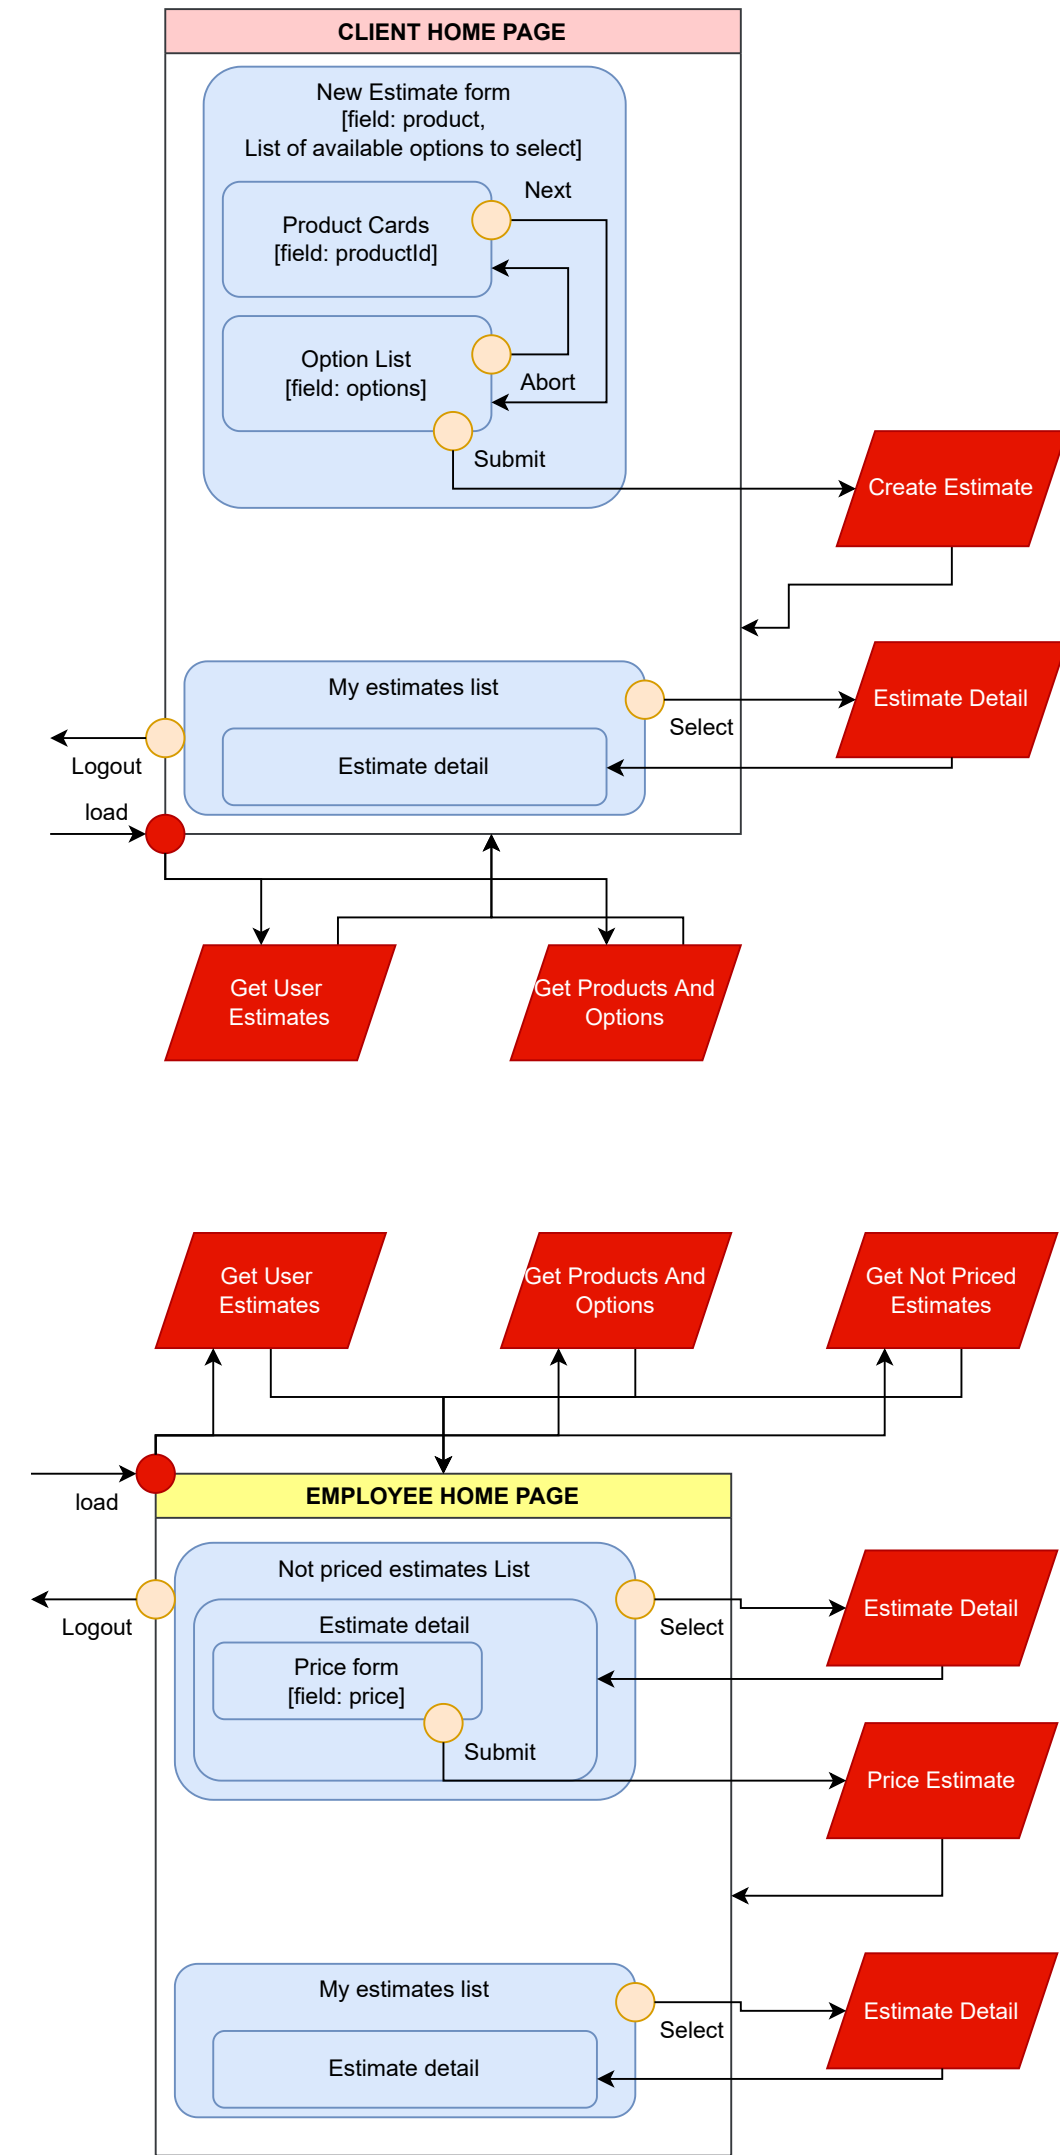 CLIENT HOME PAGE
New Estimate form
[field: product,
List of available options to select]
Next
Product Cards
[field: productId]
Option List
[field: options]
Abort
Submit
Create Estimate
My estimates list
Select
Estimate Detail
Estimate detail
Logout
load
Get User
Estimates
Get Products And
Options
Get User
Estimates
Get Products And
Options
Get Not Priced
Estimates
load
EMPLOYEE HOME PAGE
Not priced estimates List
Logout
Estimate detail
Select
Estimate Detail
Price form
[field: price]
Submit
Price Estimate
My estimates list
Select
Estimate Detail
Estimate detail